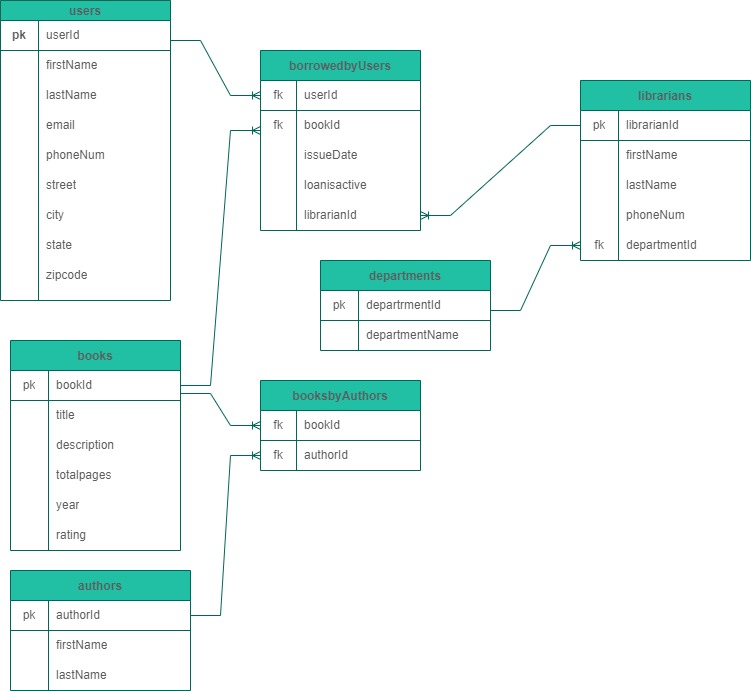 users
pk userId
firstName
lastName
email
phoneNum
street
city
state
zipcode
borrowedbyUsers
fk userId
fk bookId
issueDate
loanisactive
librarianId
librarians
pk librarianId
firstName
lastName
phoneNum
fk departmentId
departments
pk departrmentId
departmentName
books
pk bookId
title
description
totalpages
year
rating
booksbyAuthors
fk bookId
fk authorId
authors
pk authorId
firstName
lastName